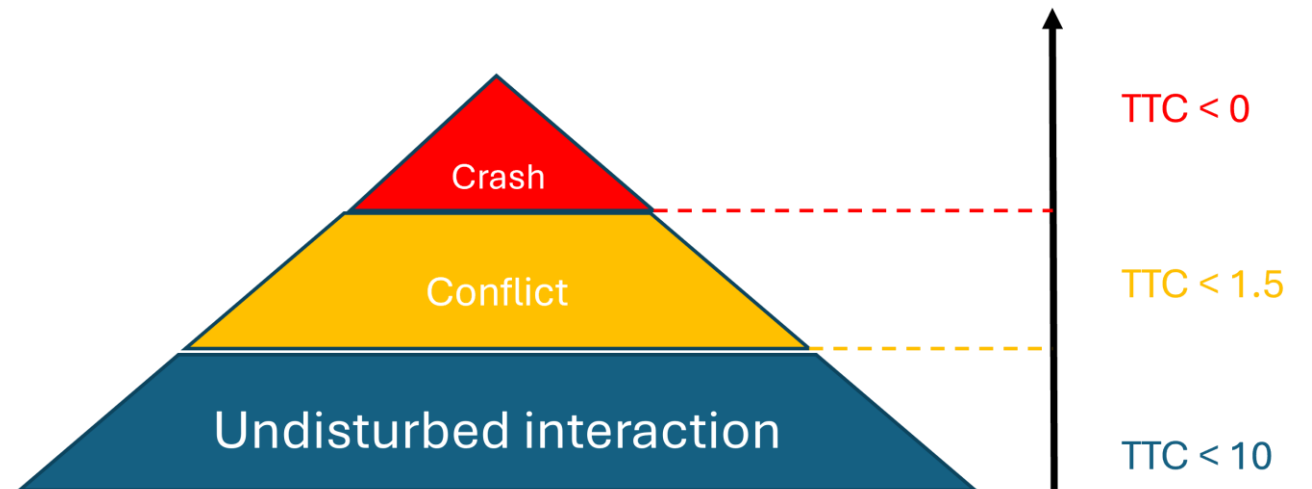 TTC < 0
Crash
Conflict
TTC < 1.5
Undisturbed interaction
TTC < 10